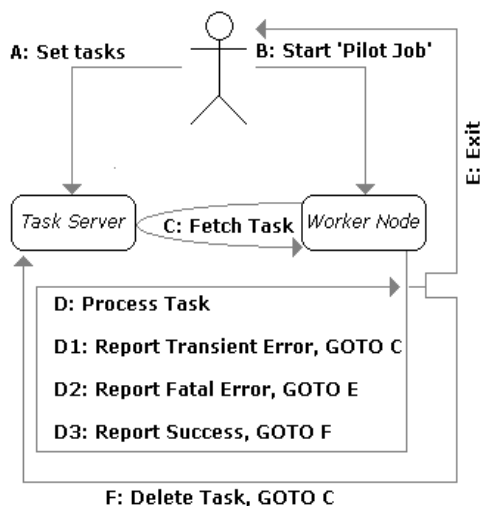 A: Set tasks
B: Start 'Pilot Job'
E: Exit
Task Server
C: Fetch Task
Worker Node
D: Process Task
D1: Report Transient Error, GOTO C
D2: Report Fatal Error, GOTO E
D3: Report Success, GOTO F
F: Delete Task, GOTO C